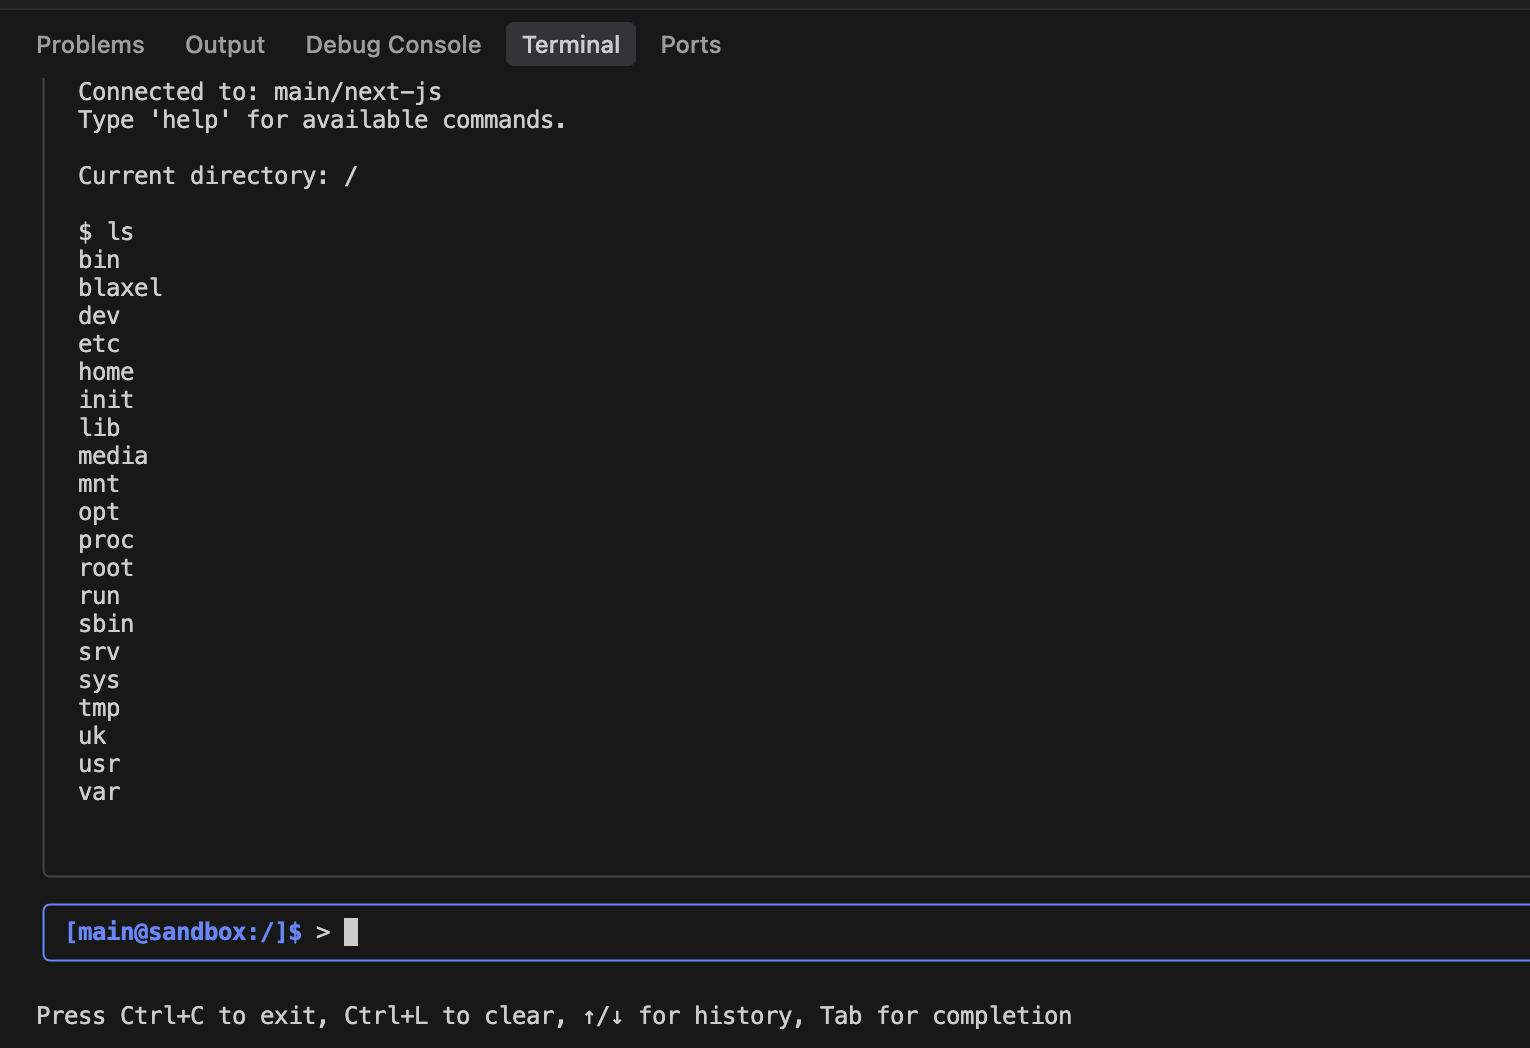 Problems Output Debug Console Terminal Ports
Connected to: main/next-js
Type 'help' for available commands.
Current directory: /
$ ls
bin
blaxel
dev
etc
home
init
lib
media
mnt
opt
proc
root
run
sbin
srv
sys
tmp
uk
usr
var
[main@sandbox:/]$ >
Press Ctrl+C to exit, Ctrl+L to clear, ↑/↓ for history, Tab for completion